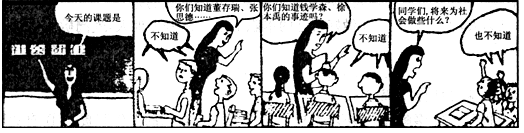 今天的课题是
你们知道董存瑞、张
思德……
不知道
你们知道钱学森、徐
本禹的事迹吗？
不知道
同学们，将来为社
会做些什么？
也不知道